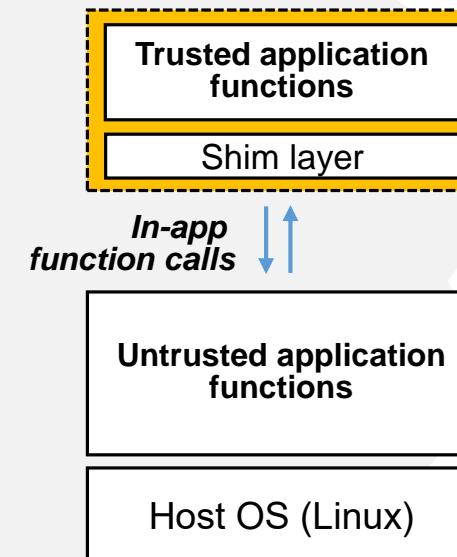 Trusted application
functions
Shim layer
In-app
function calls
Untrusted application
functions
Host OS (Linux)